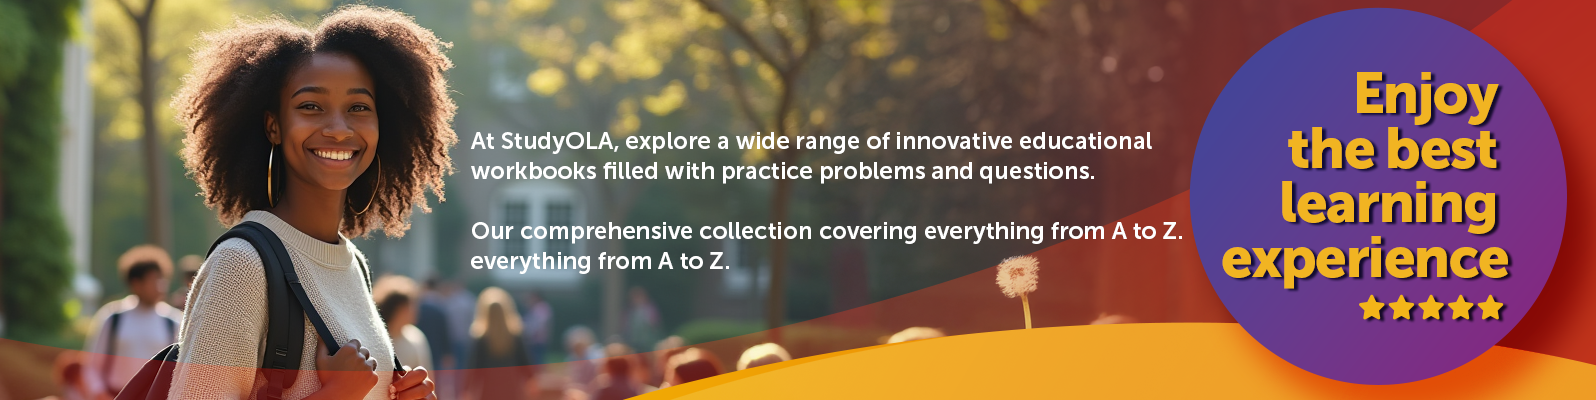 At StudyOLA, explore a wide range of innovative educational
workbooks filled with practice problems and questions.
Our comprehensive collection covering everything from A to Z.
everything from A to Z.
Enjoy
the best
learning
experience